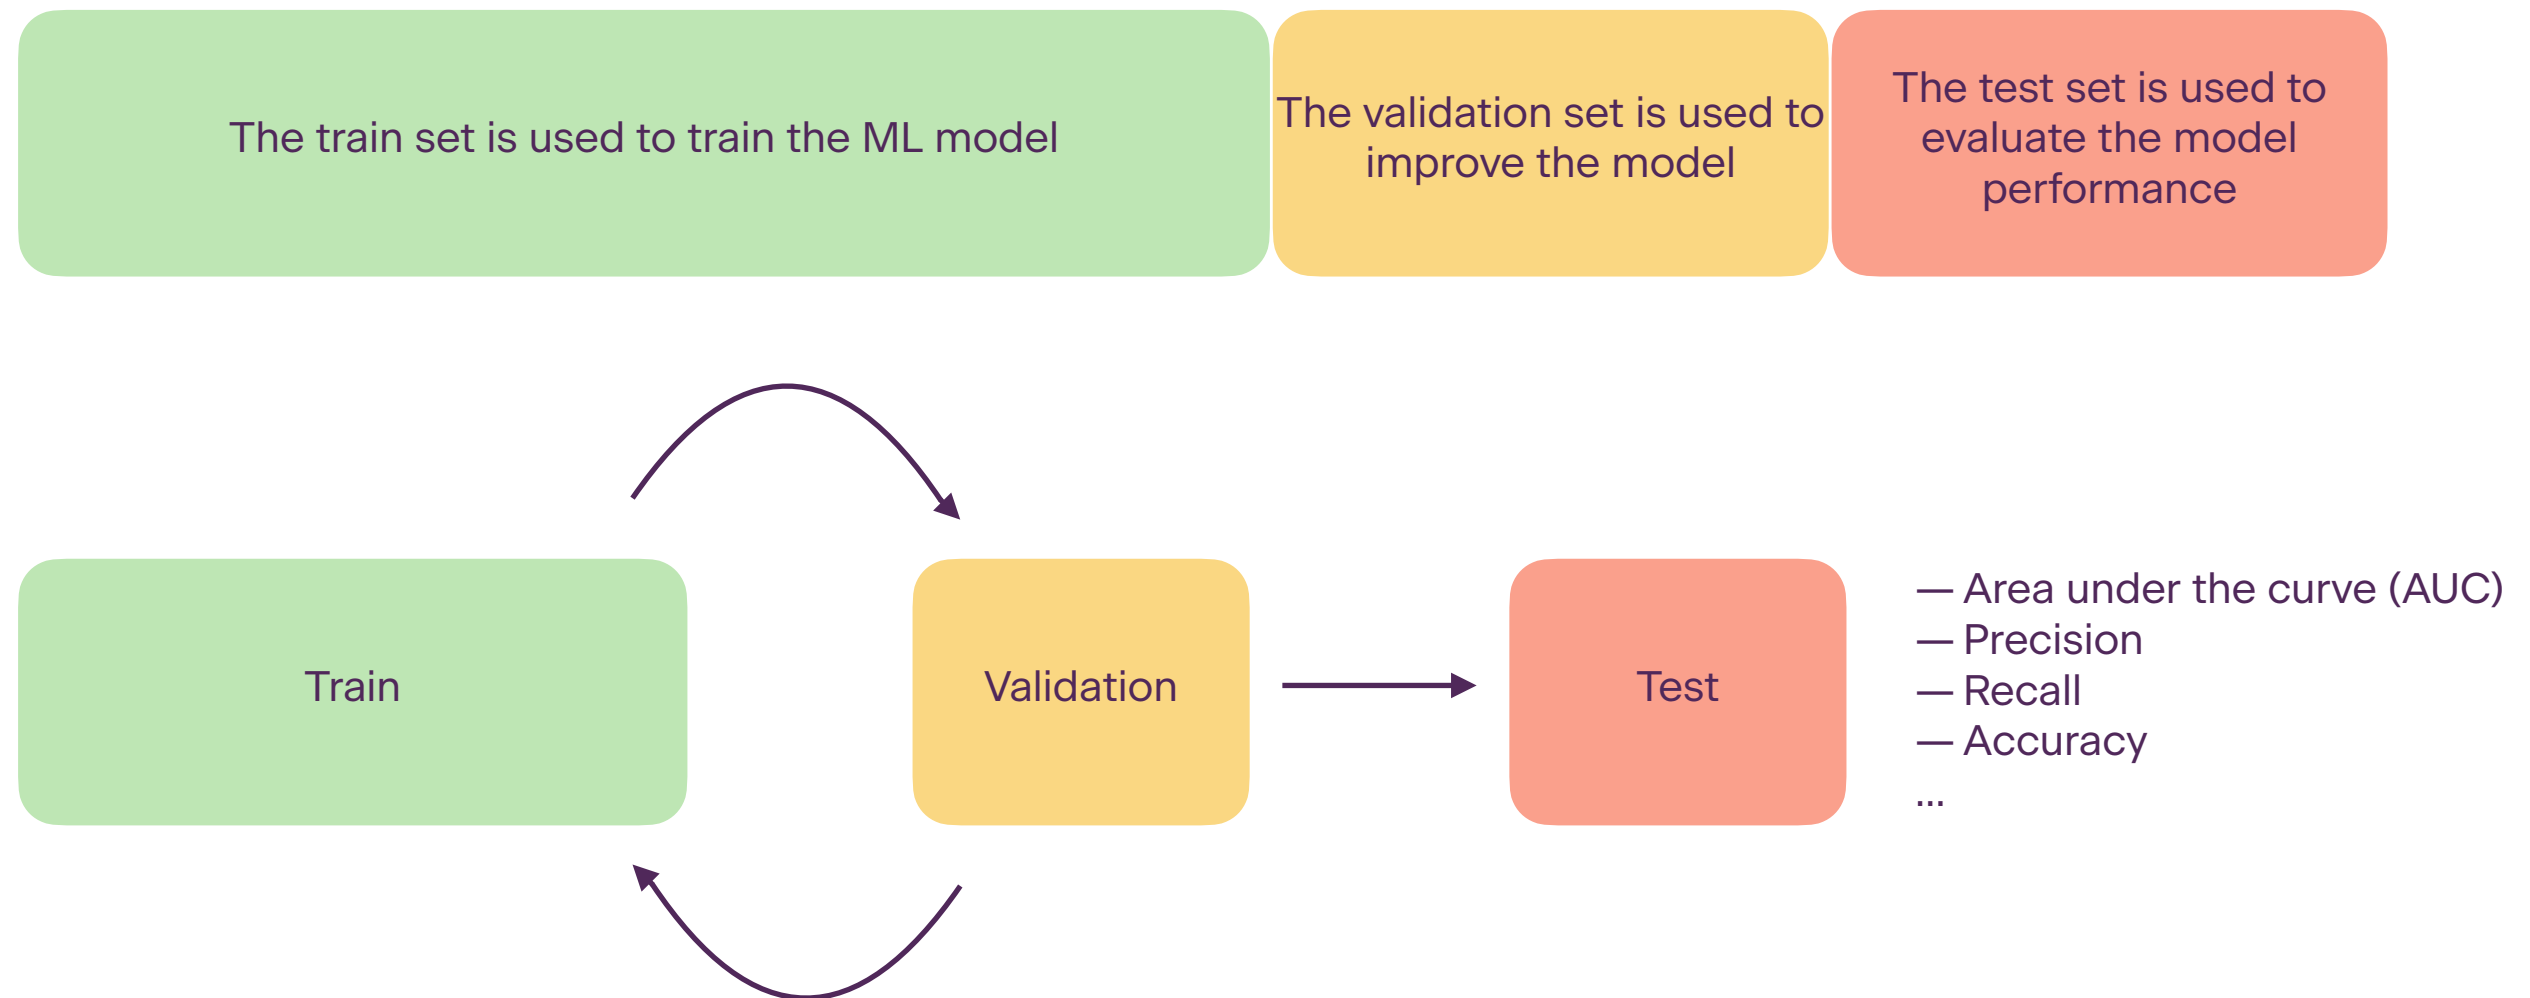 The train set is used to train the ML model
The validation set is used to
improve the model
The test set is used to
evaluate the model
performance
Train
Validation
Test
— Area under the curve (AUC)
— Precision
— Recall
— Accuracy
...